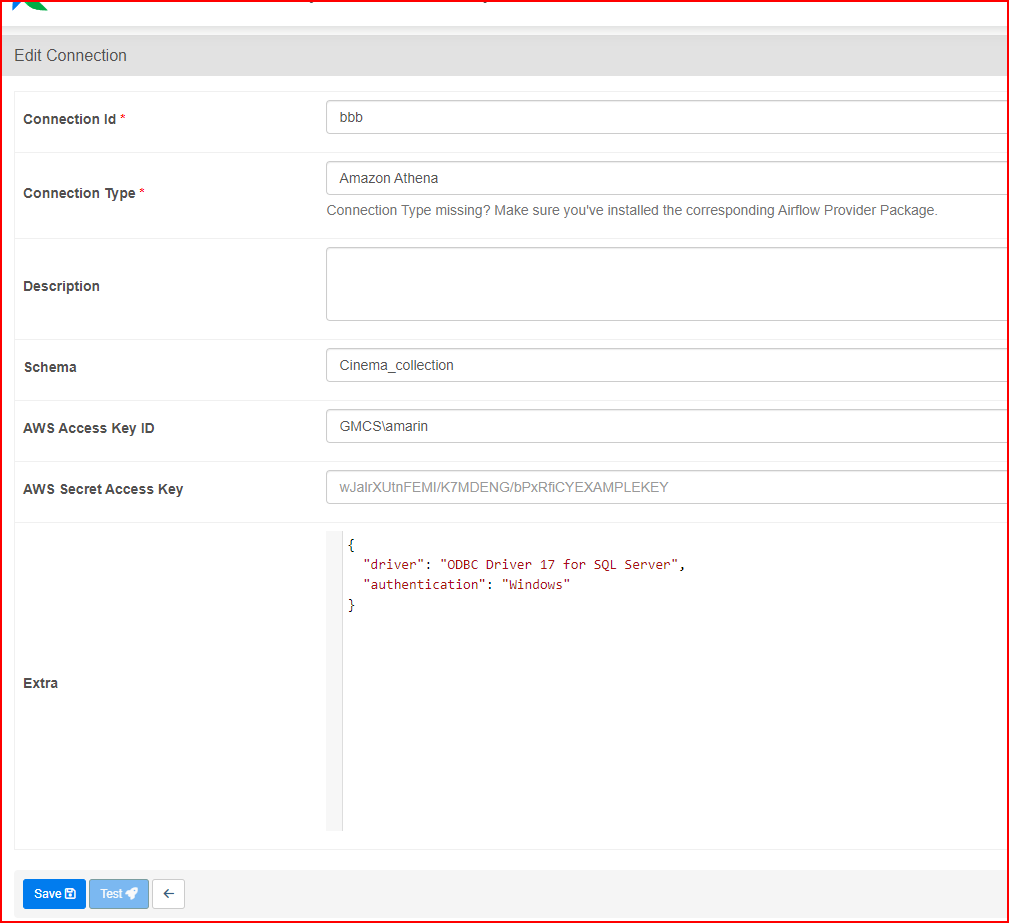 Edit Connection
Connection Id *
bbb
Connection Type *
Amazon Athena
Connection Type missing? Make sure you've installed the corresponding Airflow Provider Package.
Description
Schema
Cinema_collection
AWS Access Key ID
GMCS\amarin
AWS Secret Access Key
wJalrXUtnFEMI/K7MDENG/bPxRfiCYEXAMPLEKEY
Extra
{
"driver": "ODBC Driver 17 for SQL Server",
"authentication": "Windows"
}
Save
Test